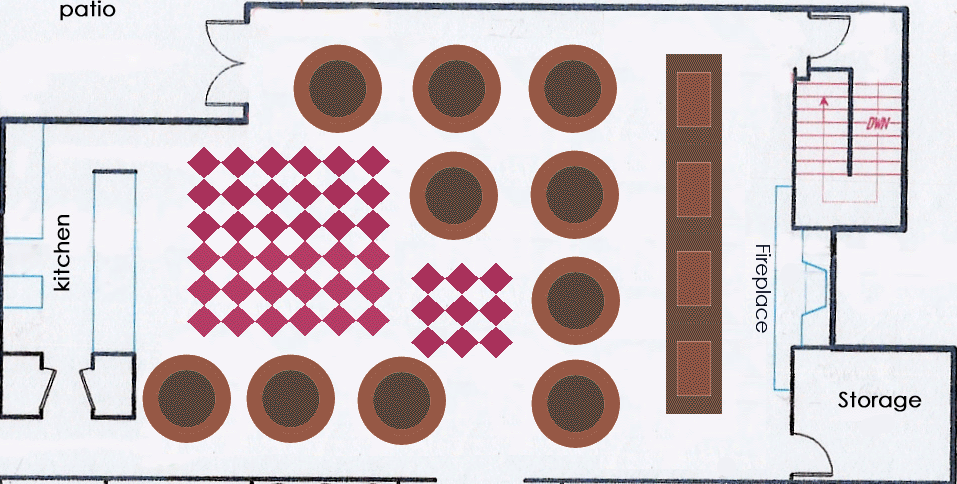 patio
DWN
kitchen
Fireplace
Storage